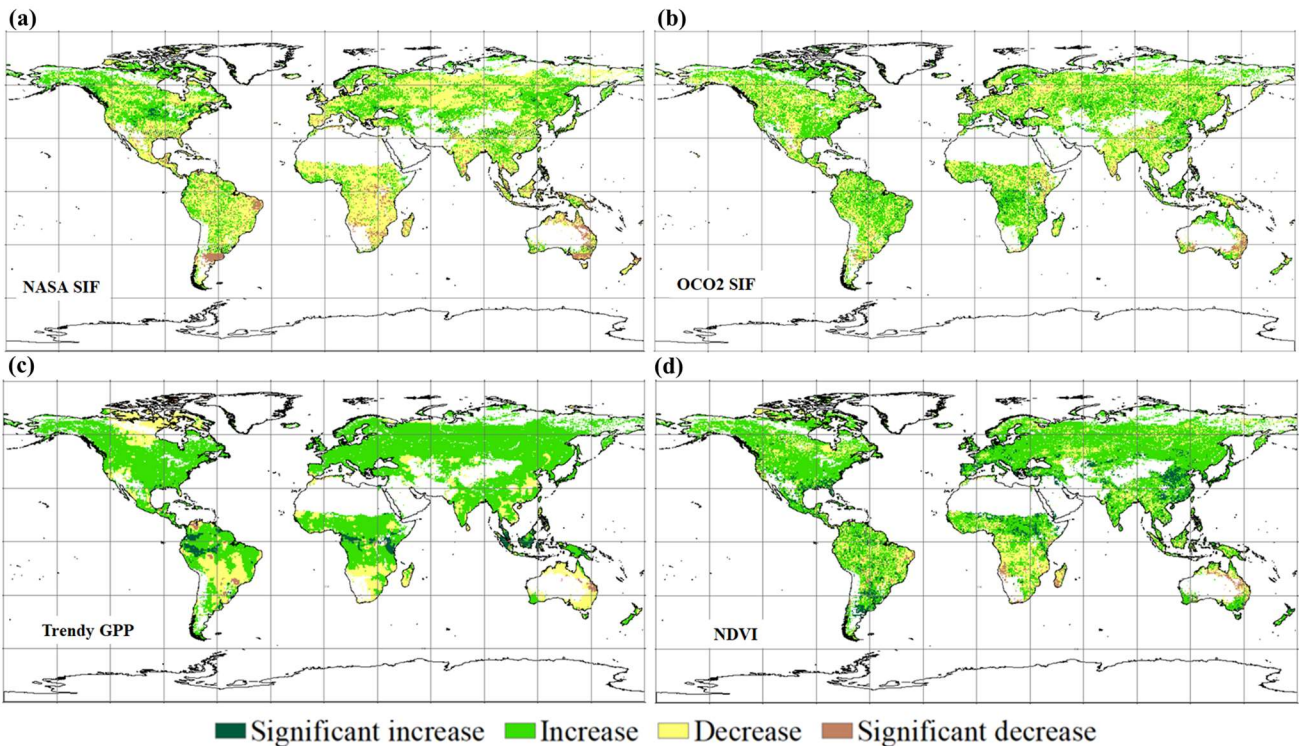 (a)
(b)
NASA SIF
OCO2 SIF
(c)
(d)
Trendy GPP
NDVI
Significant increase Increase Decrease Significant decrease